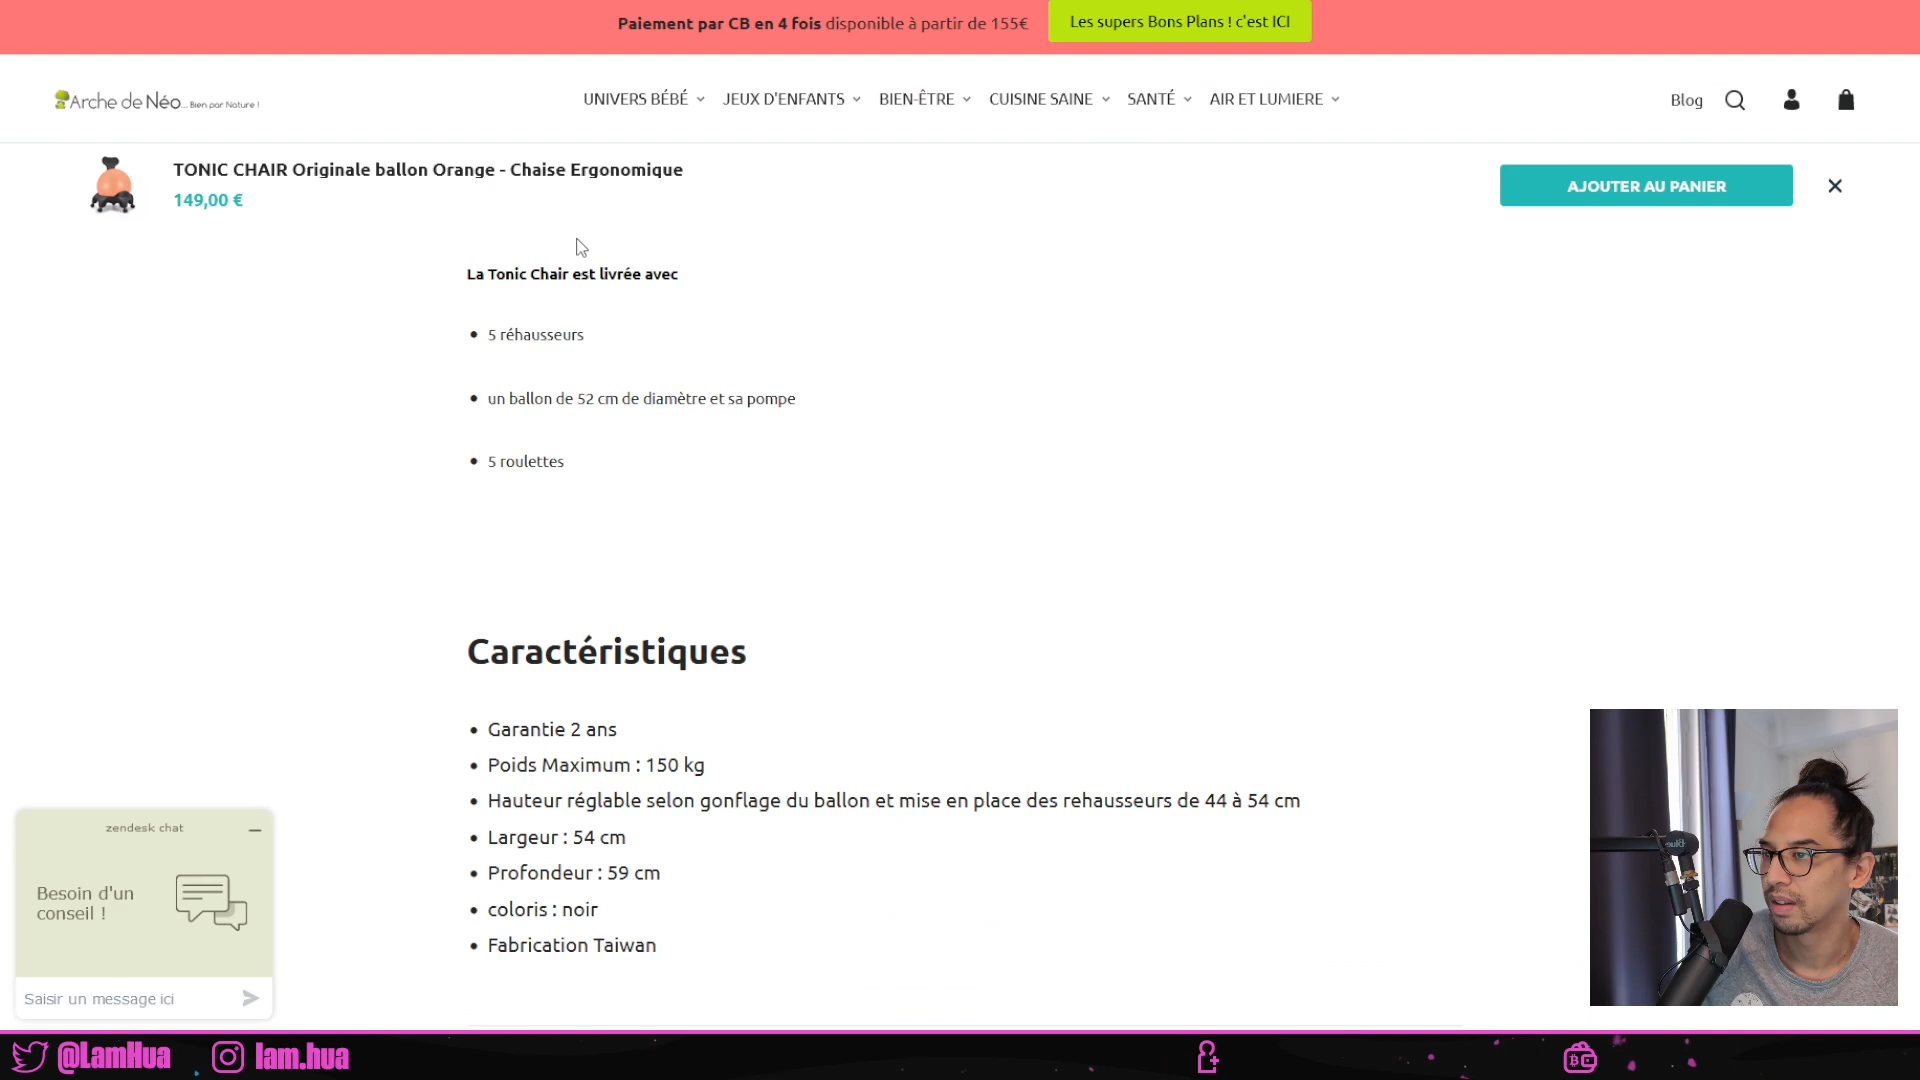 Paiement par CB en 4 fois disponible à partir de 155€
Les supers Bons Plans ! c'est ICI
Arche de Néo... Bien par Nature !
UNIVERS BÉBÉ
JEUX D'ENFANTS
BIEN-ÊTRE
CUISINE SAINE
SANTÉ
AIR ET LUMIERE
Blog
TONIC CHAIR Originale ballon Orange - Chaise Ergonomique
149,00 €
AJOUTER AU PANIER
La Tonic Chair est livrée avec
5 réhausseurs
un ballon de 52 cm de diamètre et sa pompe
5 roulettes
Caractéristiques
Garantie 2 ans
Poids Maximum : 150 kg
Hauteur réglable selon gonflage du ballon et mise en place des rehausseurs de 44 à 54 cm
Largeur : 54 cm
Profondeur : 59 cm
coloris : noir
Fabrication Taiwan
zendesk chat
Besoin d'un
conseil !
Saisir un message ici
@LamHua
lam.hua